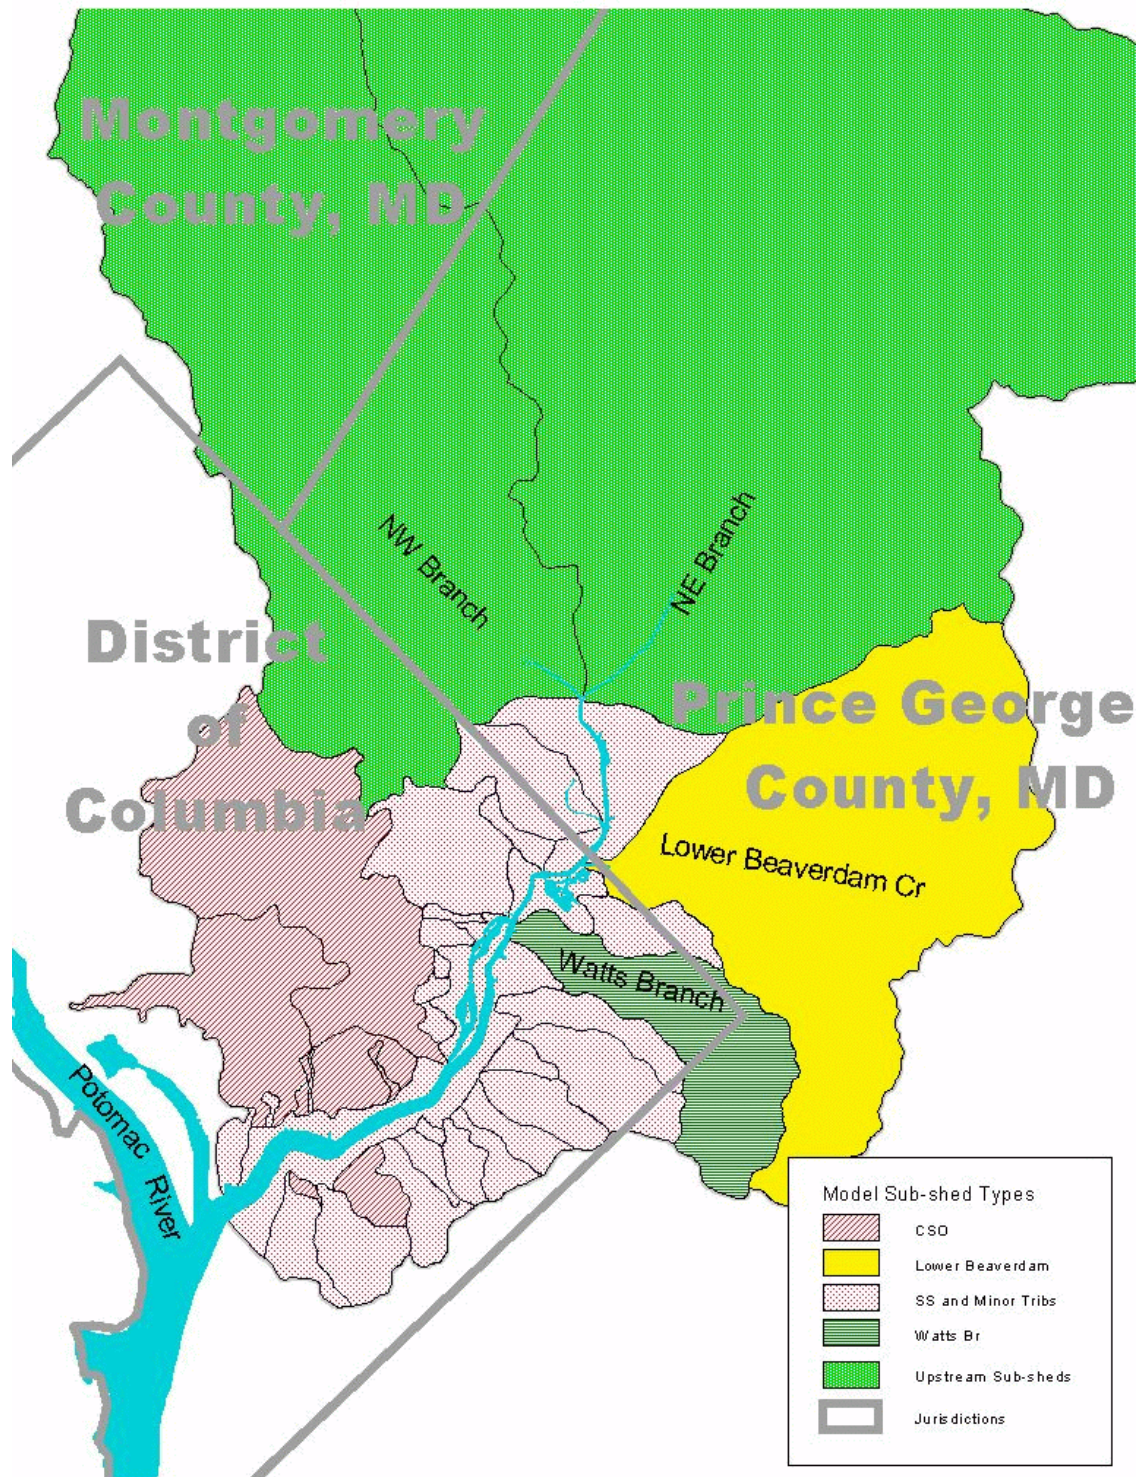 Montgomery
County, MD
NW Branch
NE Branch
District
of
Columbia
Prince George
County, MD
Lower Beaverdam Cr
Watts Branch
Potomac River
Model Sub-shed Types
CSO
Lower Beaverdam
SS and Minor Tribs
Watts Br
Upstream Sub-sheds
Jurisdictions